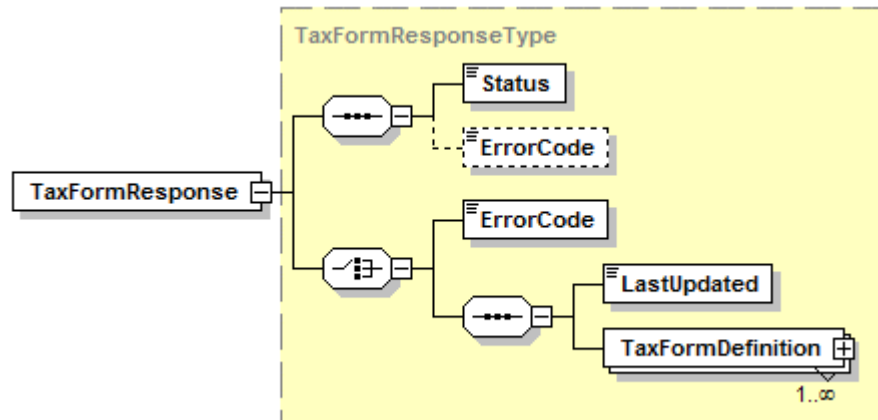 TaxFormResponseType
Status
ErrorCode
TaxFormResponse
ErrorCode
LastUpdated
TaxFormDefinition
1..∞